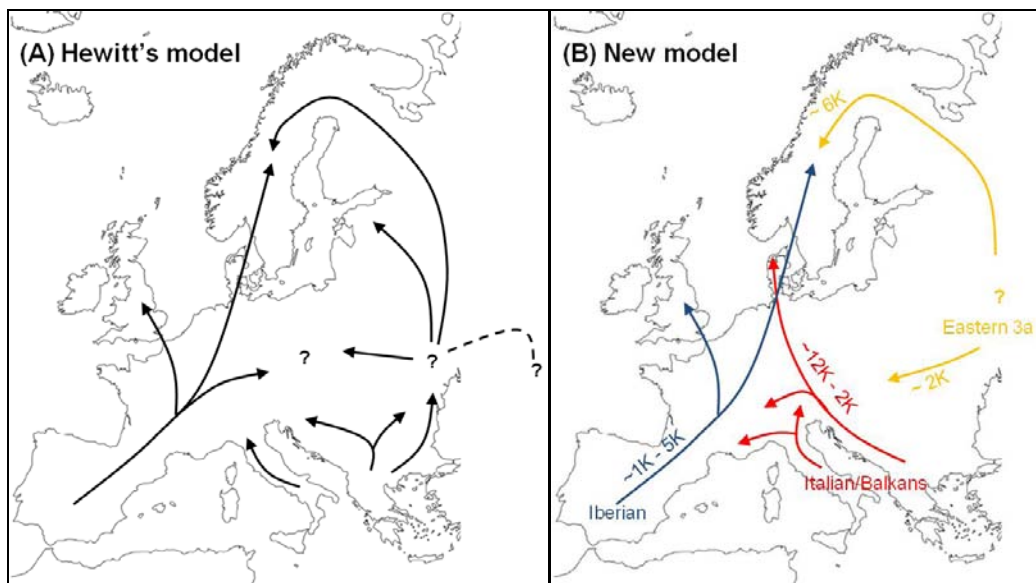 (A) Hewitt's model
?
?
?
(B) New model
~ 6K
?
Eastern 3a
~ 2K
~12K - 2K
~1K - 5K
Italian/Balkans
Iberian